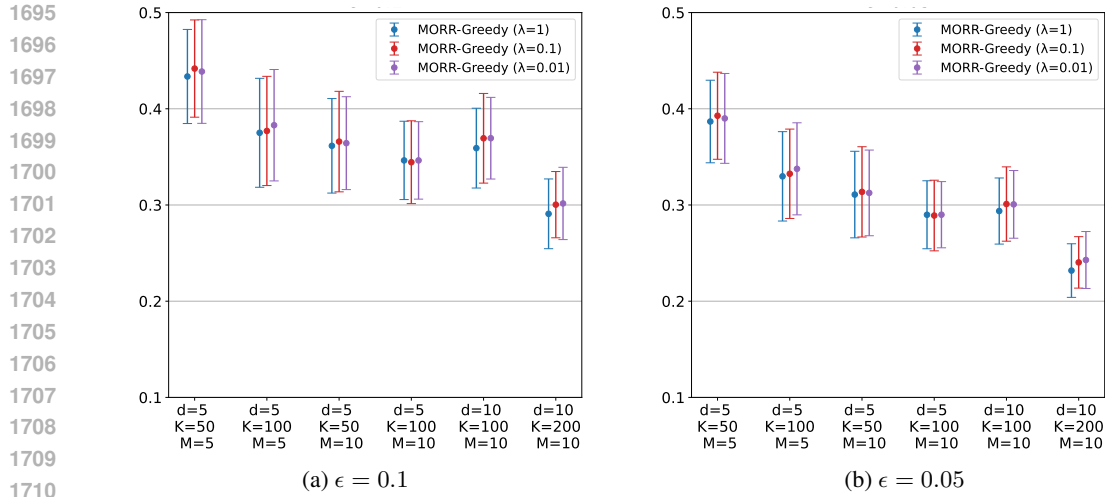 1695
1696
1697
1698
1699
1700
1701
1702
1703
1704
1705
1706
1707
1708
1709
1710
0.5
0.4
0.3
0.2
0.1
MORR-Greedy (λ=1)
MORR-Greedy (λ=0.1)
MORR-Greedy (λ=0.01)
d=5 d=5 d=5 d=5 d=10 d=10
K=50 K=100 K=50 K=100 K=100 K=200
M=5 M=5 M=10 M=10 M=10 M=10
(a) ϵ = 0.1
0.5
0.4
0.3
0.2
0.1
MORR-Greedy (λ=1)
MORR-Greedy (λ=0.1)
MORR-Greedy (λ=0.01)
d=5 d=5 d=5 d=5 d=10 d=10
K=50 K=100 K=50 K=100 K=100 K=200
M=5 M=5 M=10 M=10 M=10 M=10
(b) ϵ = 0.05